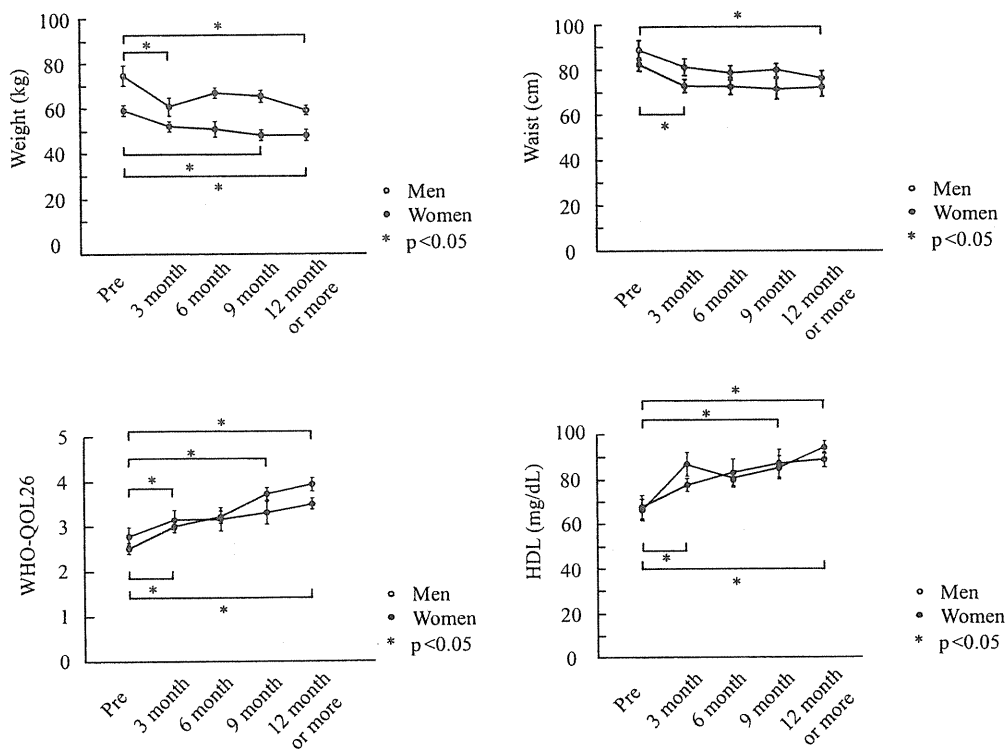 100
80
60
40
20
0
Weight (kg)
*
*
*
*
Pre
3 month
6 month
9 month
12 month
or more
Men
Women
* p<0.05
100
80
60
40
20
0
Waist (cm)
*
*
Pre
3 month
6 month
9 month
12 month
or more
Men
Women
* p<0.05
5
4
3
2
1
0
WHO-QOL26
*
*
*
*
*
Pre
3 month
6 month
9 month
12 month
or more
Men
Women
* p<0.05
100
80
60
40
20
0
HDL (mg/dL)
*
*
*
*
Pre
3 month
6 month
9 month
12 month
or more
Men
Women
* p<0.05